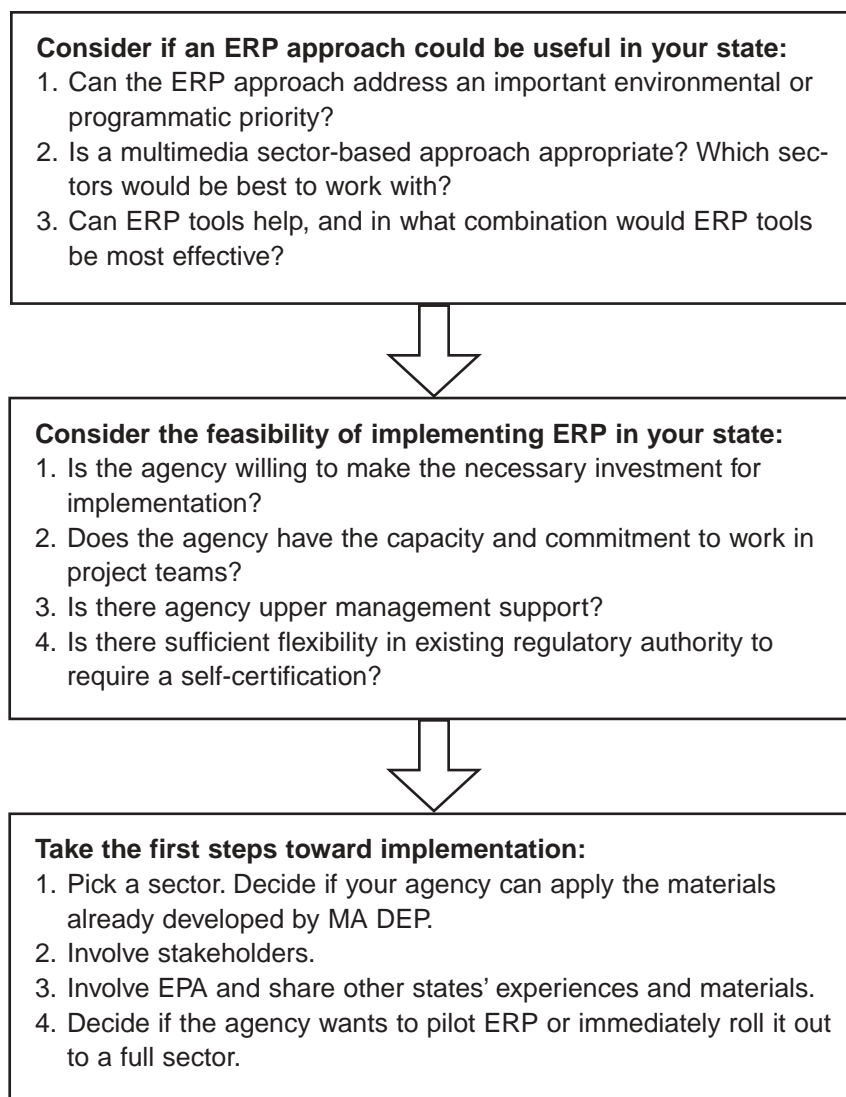 Consider if an ERP approach could be useful in your state:
1. Can the ERP approach address an important environmental or
programmatic priority?
2. Is a multimedia sector-based approach appropriate? Which sec-
tors would be best to work with?
3. Can ERP tools help, and in what combination would ERP tools
be most effective?
Consider the feasibility of implementing ERP in your state:
1. Is the agency willing to make the necessary investment for
implementation?
2. Does the agency have the capacity and commitment to work in
project teams?
3. Is there agency upper management support?
4. Is there sufficient flexibility in existing regulatory authority to
require a self-certification?
Take the first steps toward implementation:
1. Pick a sector. Decide if your agency can apply the materials
already developed by MA DEP.
2. Involve stakeholders.
3. Involve EPA and share other states’ experiences and materials.
4. Decide if the agency wants to pilot ERP or immediately roll it out
to a full sector.